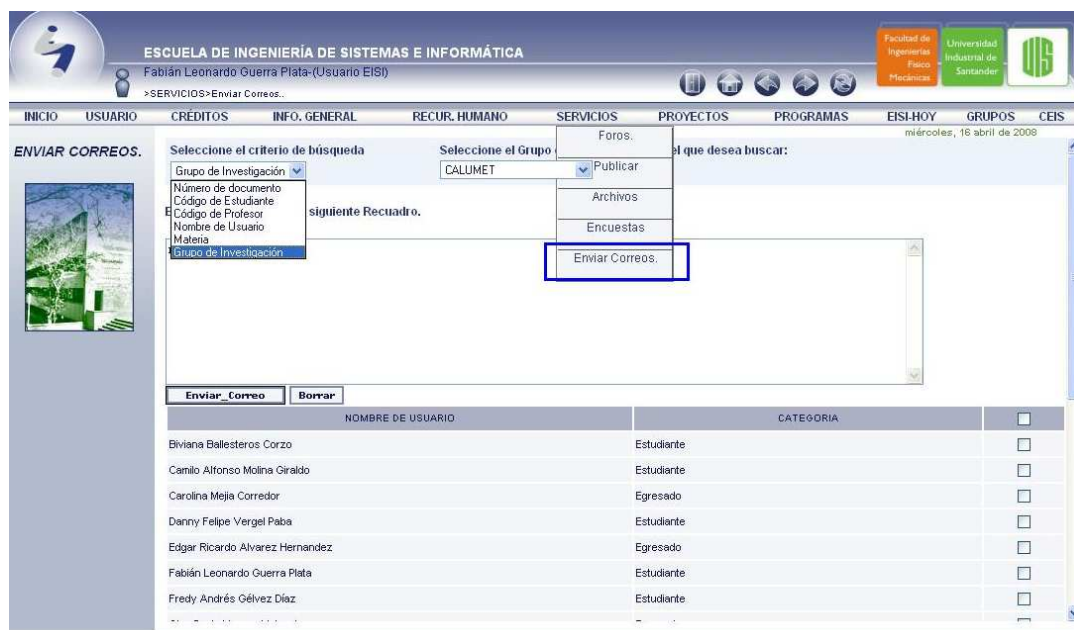 ESCUELA DE INGENIERÍA DE SISTEMAS E INFORMÁTICA
Fabián Leonardo Guerra Plata-(Usuario EISI)
>SERVICIOS>Enviar Correos..
Facultad de
Ingenierías
Físico
Mecánicas
Universidad
Industrial de
Santander
INICIO USUARIO CRÉDITOS INFO. GENERAL RECUR. HUMANO SERVICIOS PROYECTOS PROGRAMAS EISI-HOY GRUPOS CEIS
miércoles, 16 abril de 2008
ENVIAR CORREOS.
Seleccione el criterio de búsqueda
Seleccione el Grupo el que desea buscar:
Grupo de Investigación
CALUMET
Número de documento
Código de Estudiante
Código de Profesor
Nombre de Usuario
Materia
Grupo de Investigación
siguiente Recuadro.
Foros.
Publicar
Archivos
Encuestas
Enviar Correos.
Enviar_Correo Borrar
NOMBRE DE USUARIO CATEGORIA
Biviana Ballesteros Corzo Estudiante
Camilo Alfonso Molina Giraldo Estudiante
Carolina Mejia Corredor Egresado
Danny Felipe Vergel Paba Estudiante
Edgar Ricardo Alvarez Hernandez Egresado
Fabián Leonardo Guerra Plata Estudiante
Fredy Andrés Gélvez Díaz Estudiante